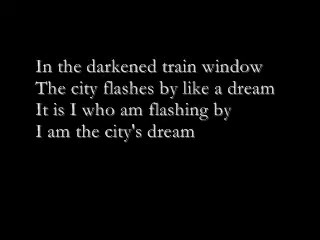 In the darkened train window
The city flashes by like a dream
It is I who am flashing by
I am the city's dream